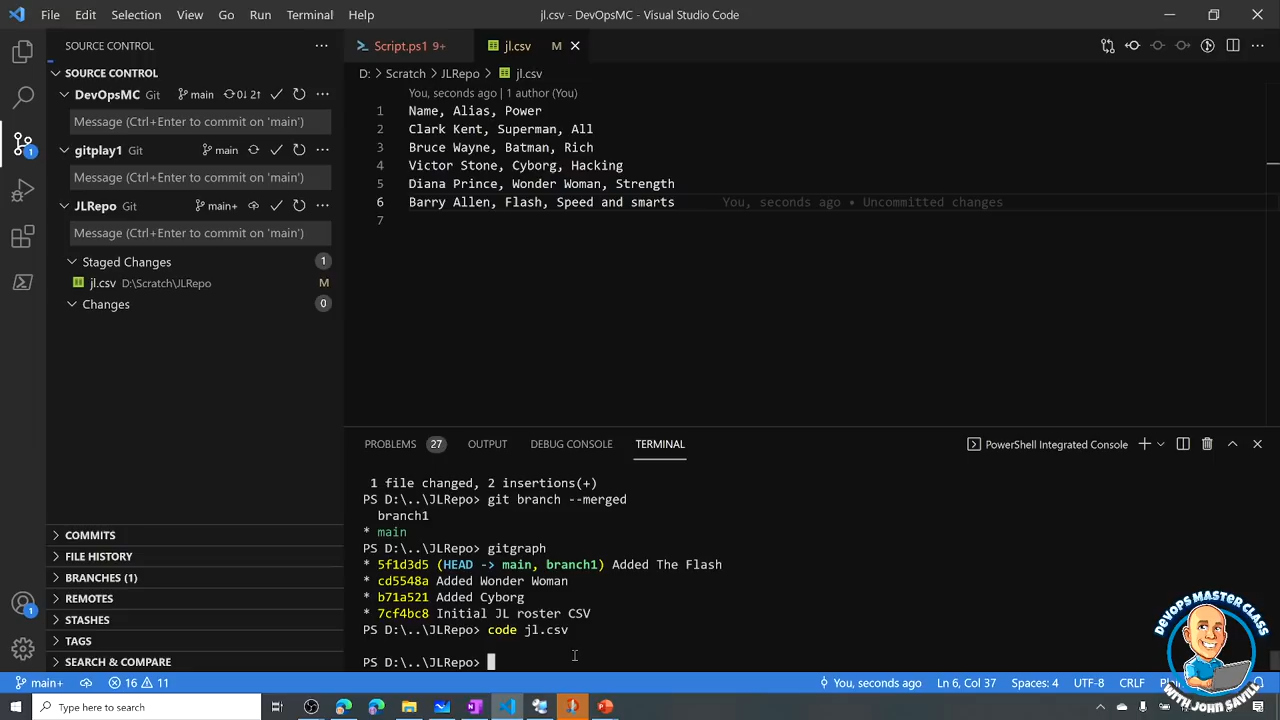 File Edit Selection View Go Run Terminal Help
jl.csv - DevOpsMC - Visual Studio Code
SOURCE CONTROL
SOURCE CONTROL
DevOpsMC Git main 0↓ 2↑
Message (Ctrl+Enter to commit on 'main')
gitplay1 Git main
Message (Ctrl+Enter to commit on 'main')
JLRepo Git main+
Message (Ctrl+Enter to commit on 'main')
Staged Changes 1
jl.csv D:\Scratch\JLRepo M
Changes 0
COMMITS
FILE HISTORY
BRANCHES (1)
REMOTES
STASHES
TAGS
SEARCH & COMPARE
1
1
Script.ps1 9+
jl.csv M
D: > Scratch > JLRepo > jl.csv
You, seconds ago | 1 author (You)
1 Name, Alias, Power
2 Clark Kent, Superman, All
3 Bruce Wayne, Batman, Rich
4 Victor Stone, Cyborg, Hacking
5 Diana Prince, Wonder Woman, Strength
6 Barry Allen, Flash, Speed and smarts You, seconds ago • Uncommitted changes
7
PROBLEMS 27 OUTPUT DEBUG CONSOLE TERMINAL
PowerShell Integrated Console
1 file changed, 2 insertions(+)
PS D:\..\JLRepo> git branch --merged
branch1
* main
PS D:\..\JLRepo> gitgraph
* 5f1d3d5 (HEAD -> main, branch1) Added The Flash
* cd5548a Added Wonder Woman
* b71a521 Added Cyborg
* 7cf4bc8 Initial JL roster CSV
PS D:\..\JLRepo> code jl.csv
PS D:\..\JLRepo>
DEVOPS MASTER CLASS
WITH JOHN SAVILL
main+ 16 11
You, seconds ago Ln 6, Col 37 Spaces: 4 UTF-8 CRLF
Type here to search